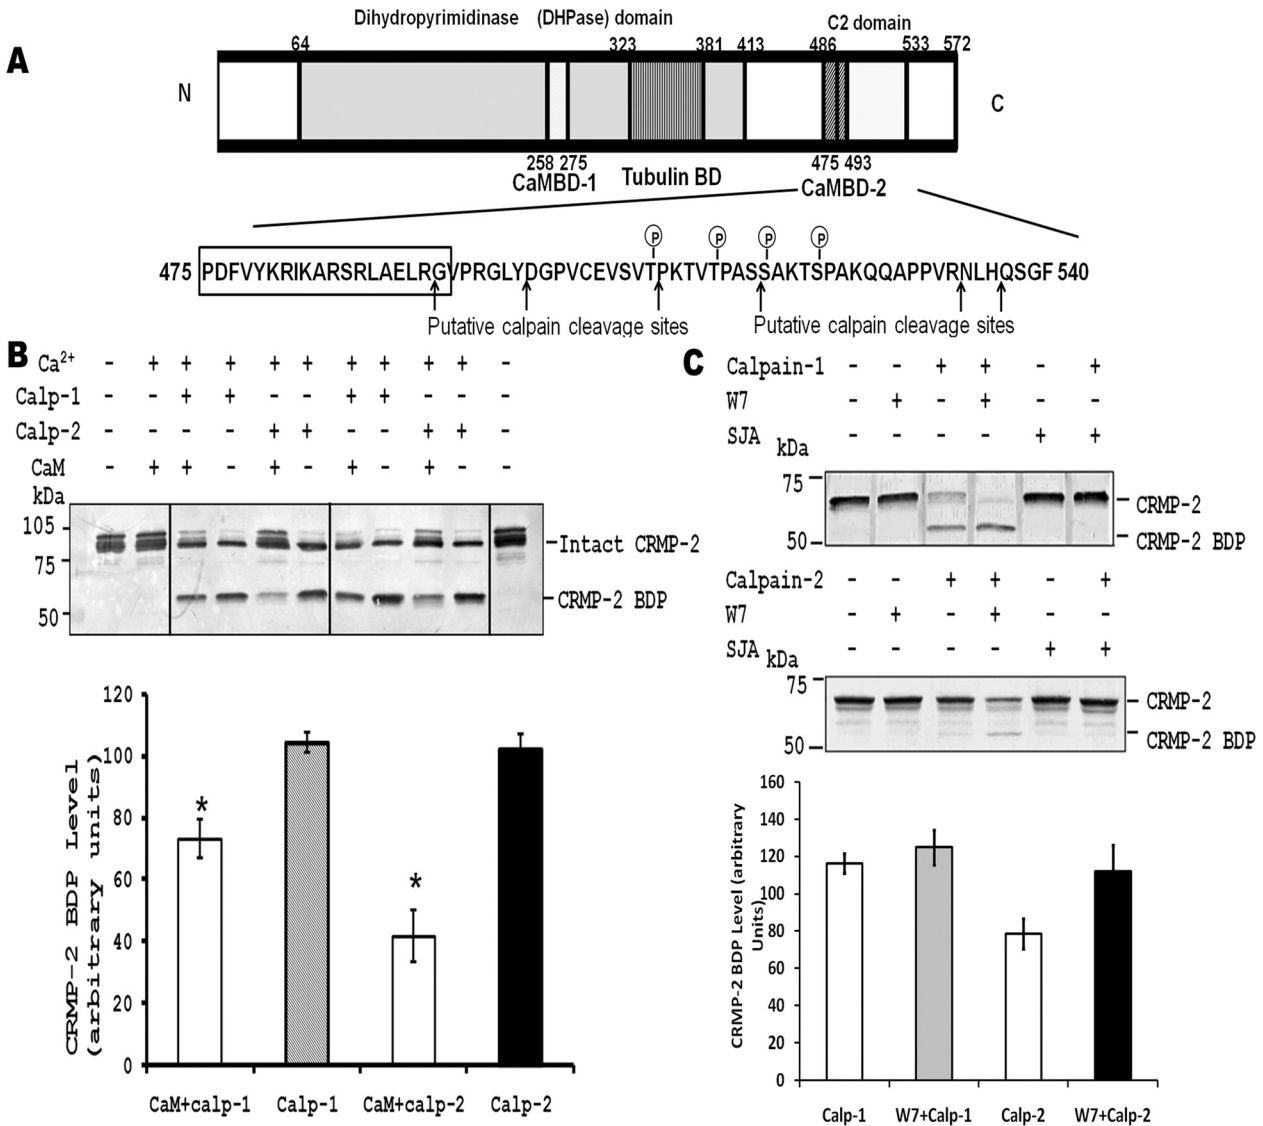 A
Dihydropyrimidinase (DHPase) domain
C2 domain
64 323 381 413 486 533 572
N C
258 275 475 493
CaMBD-1 Tubulin BD CaMBD-2
P P P P
475 PDFVYKRIKARSRLAELRGVPRGLYDGPVCEVSVTPKTVTPASSAKTSPAKQQAPPVRNLHQSGF 540
Putative calpain cleavage sites Putative calpain cleavage sites
B
Ca2+ - + + + + + + + + + -
Calp-1 - - + + - - + + - - -
Calp-2 - - - - + + - - + + -
CaM - + + - + - + - + - -
kDa
105
75
50
Intact CRMP-2
CRMP-2 BDP
CRMP-2 BDP Level
(arbitrary units)
120
100
80
60
40
20
0
* *
CaM+calp-1 Calp-1 CaM+calp-2 Calp-2
C
Calpain-1 - - + + - +
W7 - + - + - -
SJA - - - - + +
kDa
75
50
CRMP-2
CRMP-2 BDP
Calpain-2 - - + + - +
W7 - + - + - -
SJA - - - - + +
kDa
75
50
CRMP-2
CRMP-2 BDP
CRMP-2 BDP Level (arbitrary
Units)
160
140
120
100
80
60
40
20
0
Calp-1 W7+Calp-1 Calp-2 W7+Calp-2